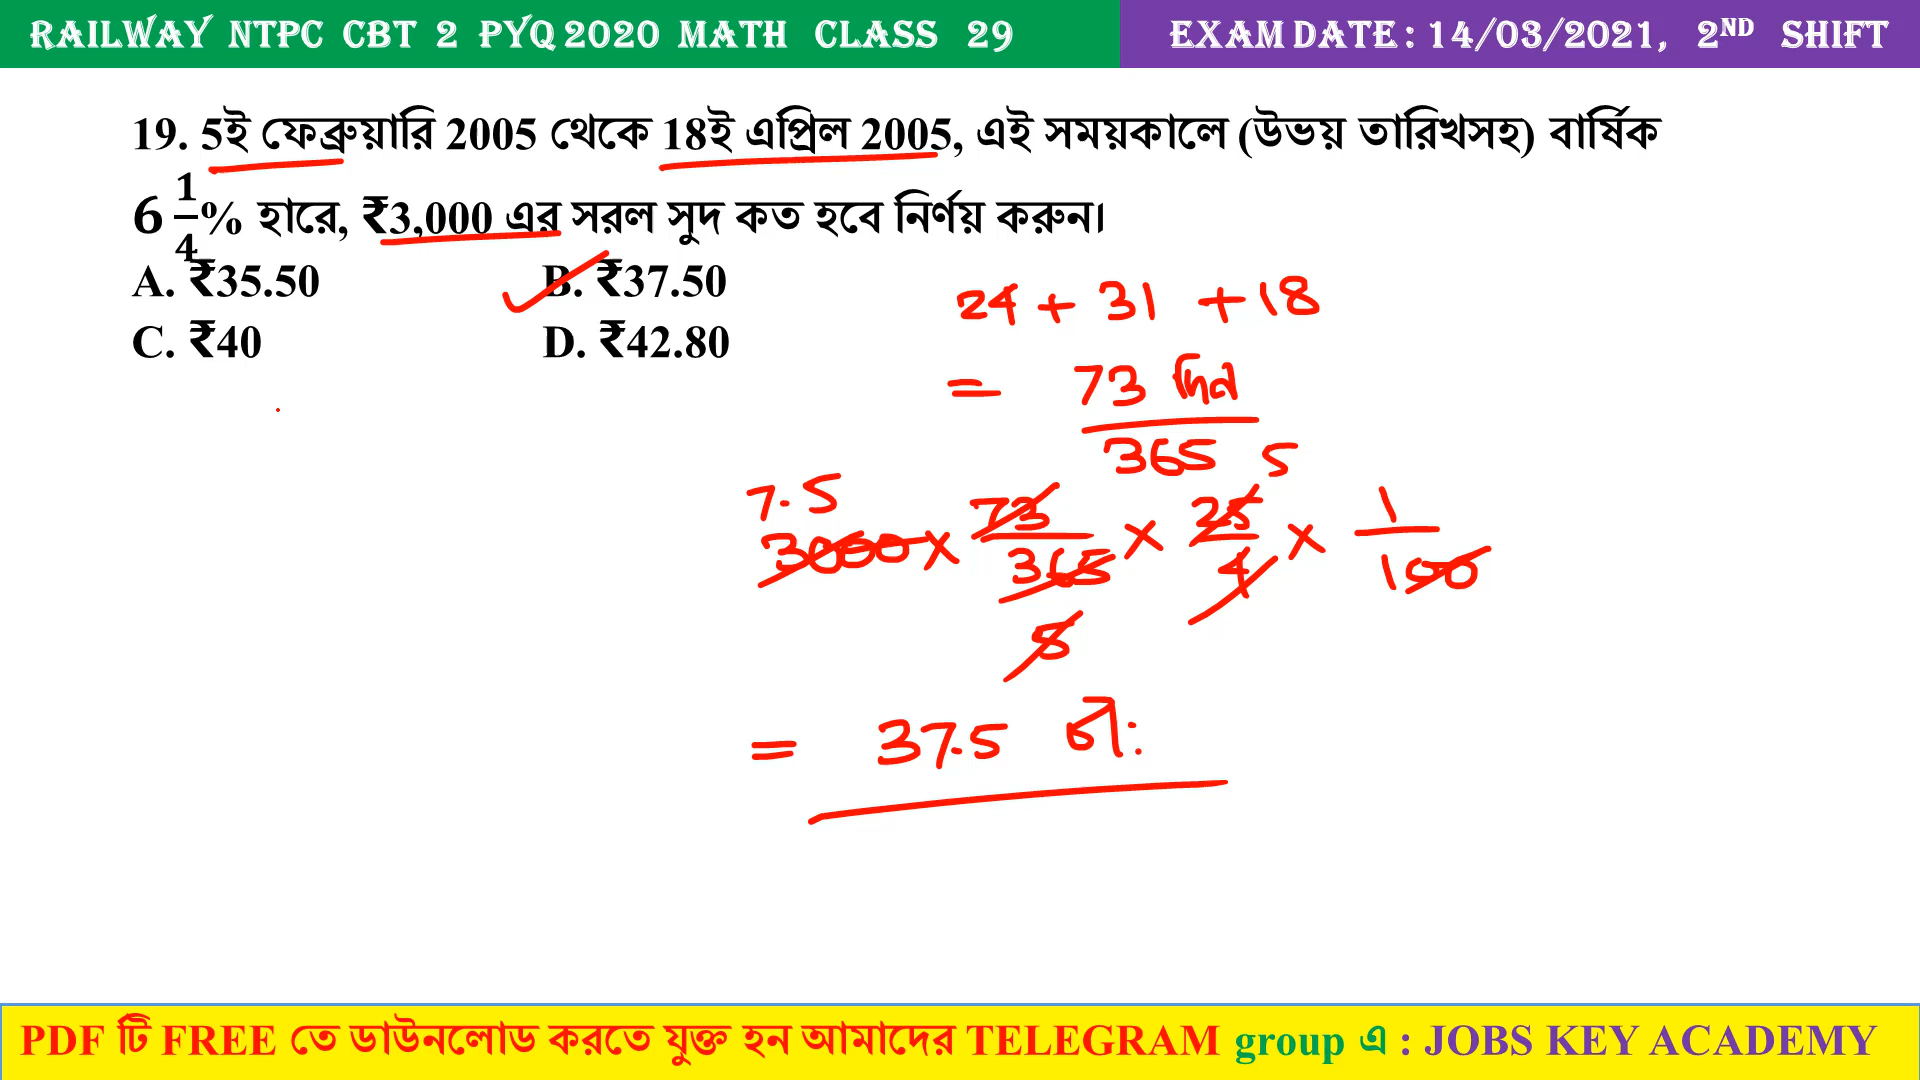 RAILWAY NTPC CBT 2 PYQ 2020 MATH CLASS 29
EXAM DATE : 14/03/2021, 2ND SHIFT
19. 5ই ফেব্রুয়ারি 2005 থেকে 18ই এপ্রিল 2005, এই সময়কালে (উভয় তারিখসহ) বার্ষিক
6 1/4% হারে, ₹3,000 এর সরল সুদ কত হবে নির্ণয় করুন।
A. ₹35.50 B. ₹37.50
C. ₹40 D. ₹42.80
24 + 31 + 18
= 73 দিন
365 5
7.5
3000 × 73/365 × 25/4 × 1/100
5
= 37.5 টা:
PDF টি FREE তে ডাউনলোড করতে যুক্ত হন আমাদের TELEGRAM group এ : JOBS KEY ACADEMY